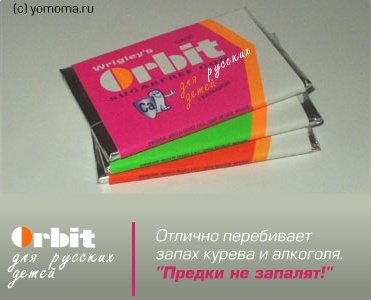 (c) yomoma.ru
Wrigley's
Orbit
SUGARFREE
для русских
детей
Ca
Orbit
для русских
детей
Отлично перебивает
запах курева и алкоголя.
"Предки не запалят!"